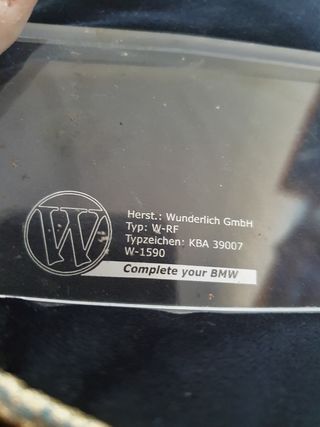 W
Herst.: Wunderlich GmbH
Typ: W-RF
Typzeichen: KBA 39007
W-1590
Complete your BMW